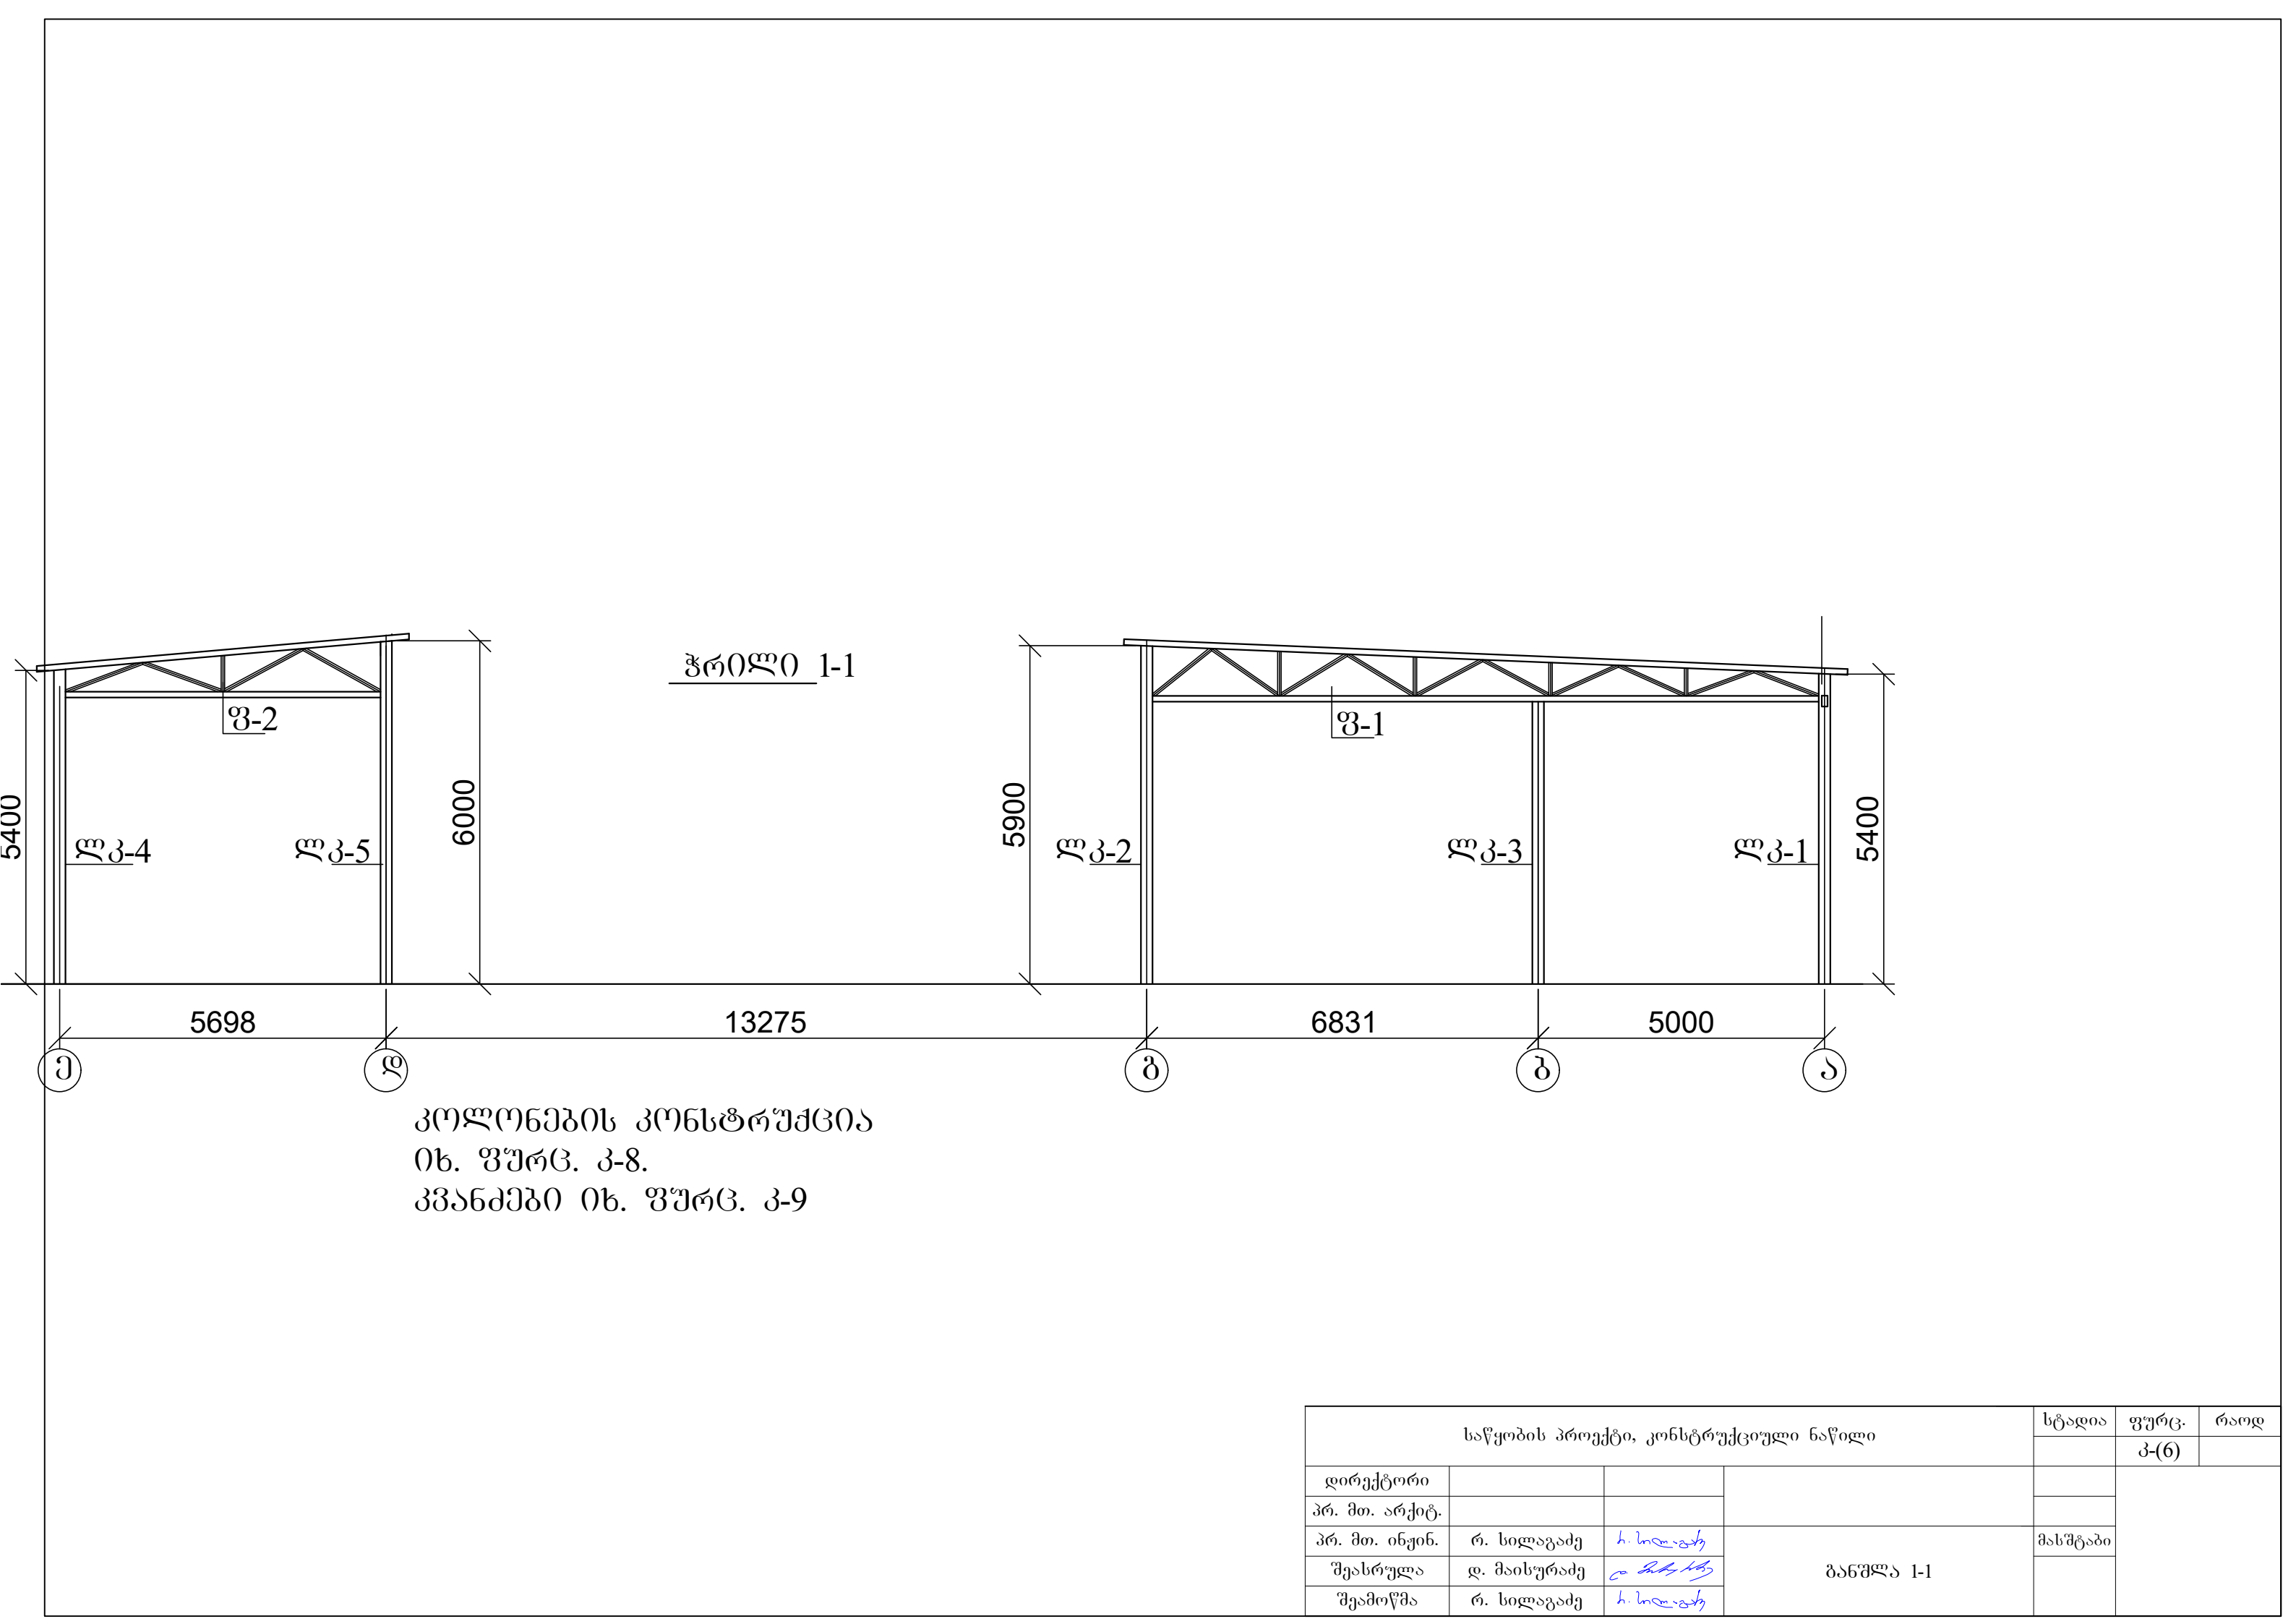 ჭრილი 1-1
ფ-2
ფ-1
5400
6000
5900
5400
ლკ-4
ლკ-5
ლკ-2
ლკ-3
ლკ-1
5698
13275
6831
5000
ე
დ
გ
ბ
ა
კოლონების კონსტრუქცია
იხ. ფურც. კ-8.
კვანძები იხ. ფურც. კ-9
საწყობის პროექტი, კონსტრუქციული ნაწილი
სტადია
ფურც.
რაოდ
კ-(6)
დირექტორი
პრ. მთ. არქიტ.
პრ. მთ. ინჟინ.
რ. სილაგაძე
რ. სილაგაძე
მასშტაბი
შეასრულა
დ. მაისურაძე
განშლა 1-1
შეამოწმა
რ. სილაგაძე
რ. სილაგაძე